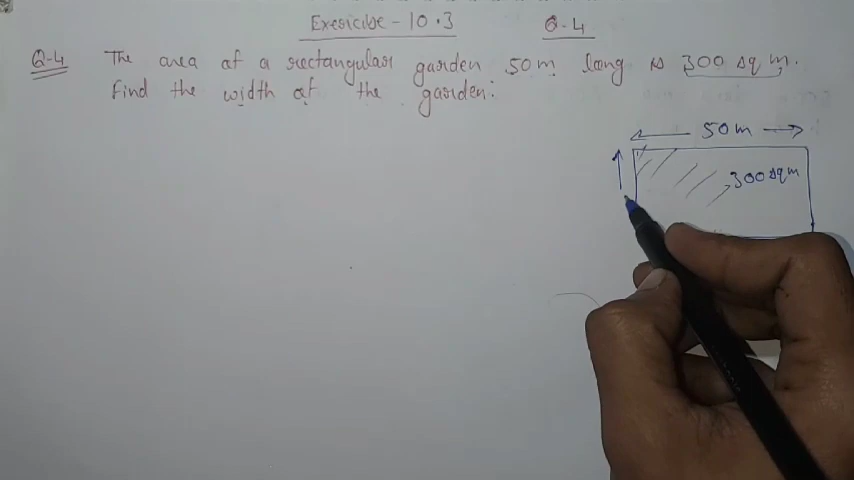 Exesicise - 10.3 Q-4
Q-4 The area of a rectangular garden 50 m long is 300 sq m.
Find the width of the garden:
50 m
300 sq m